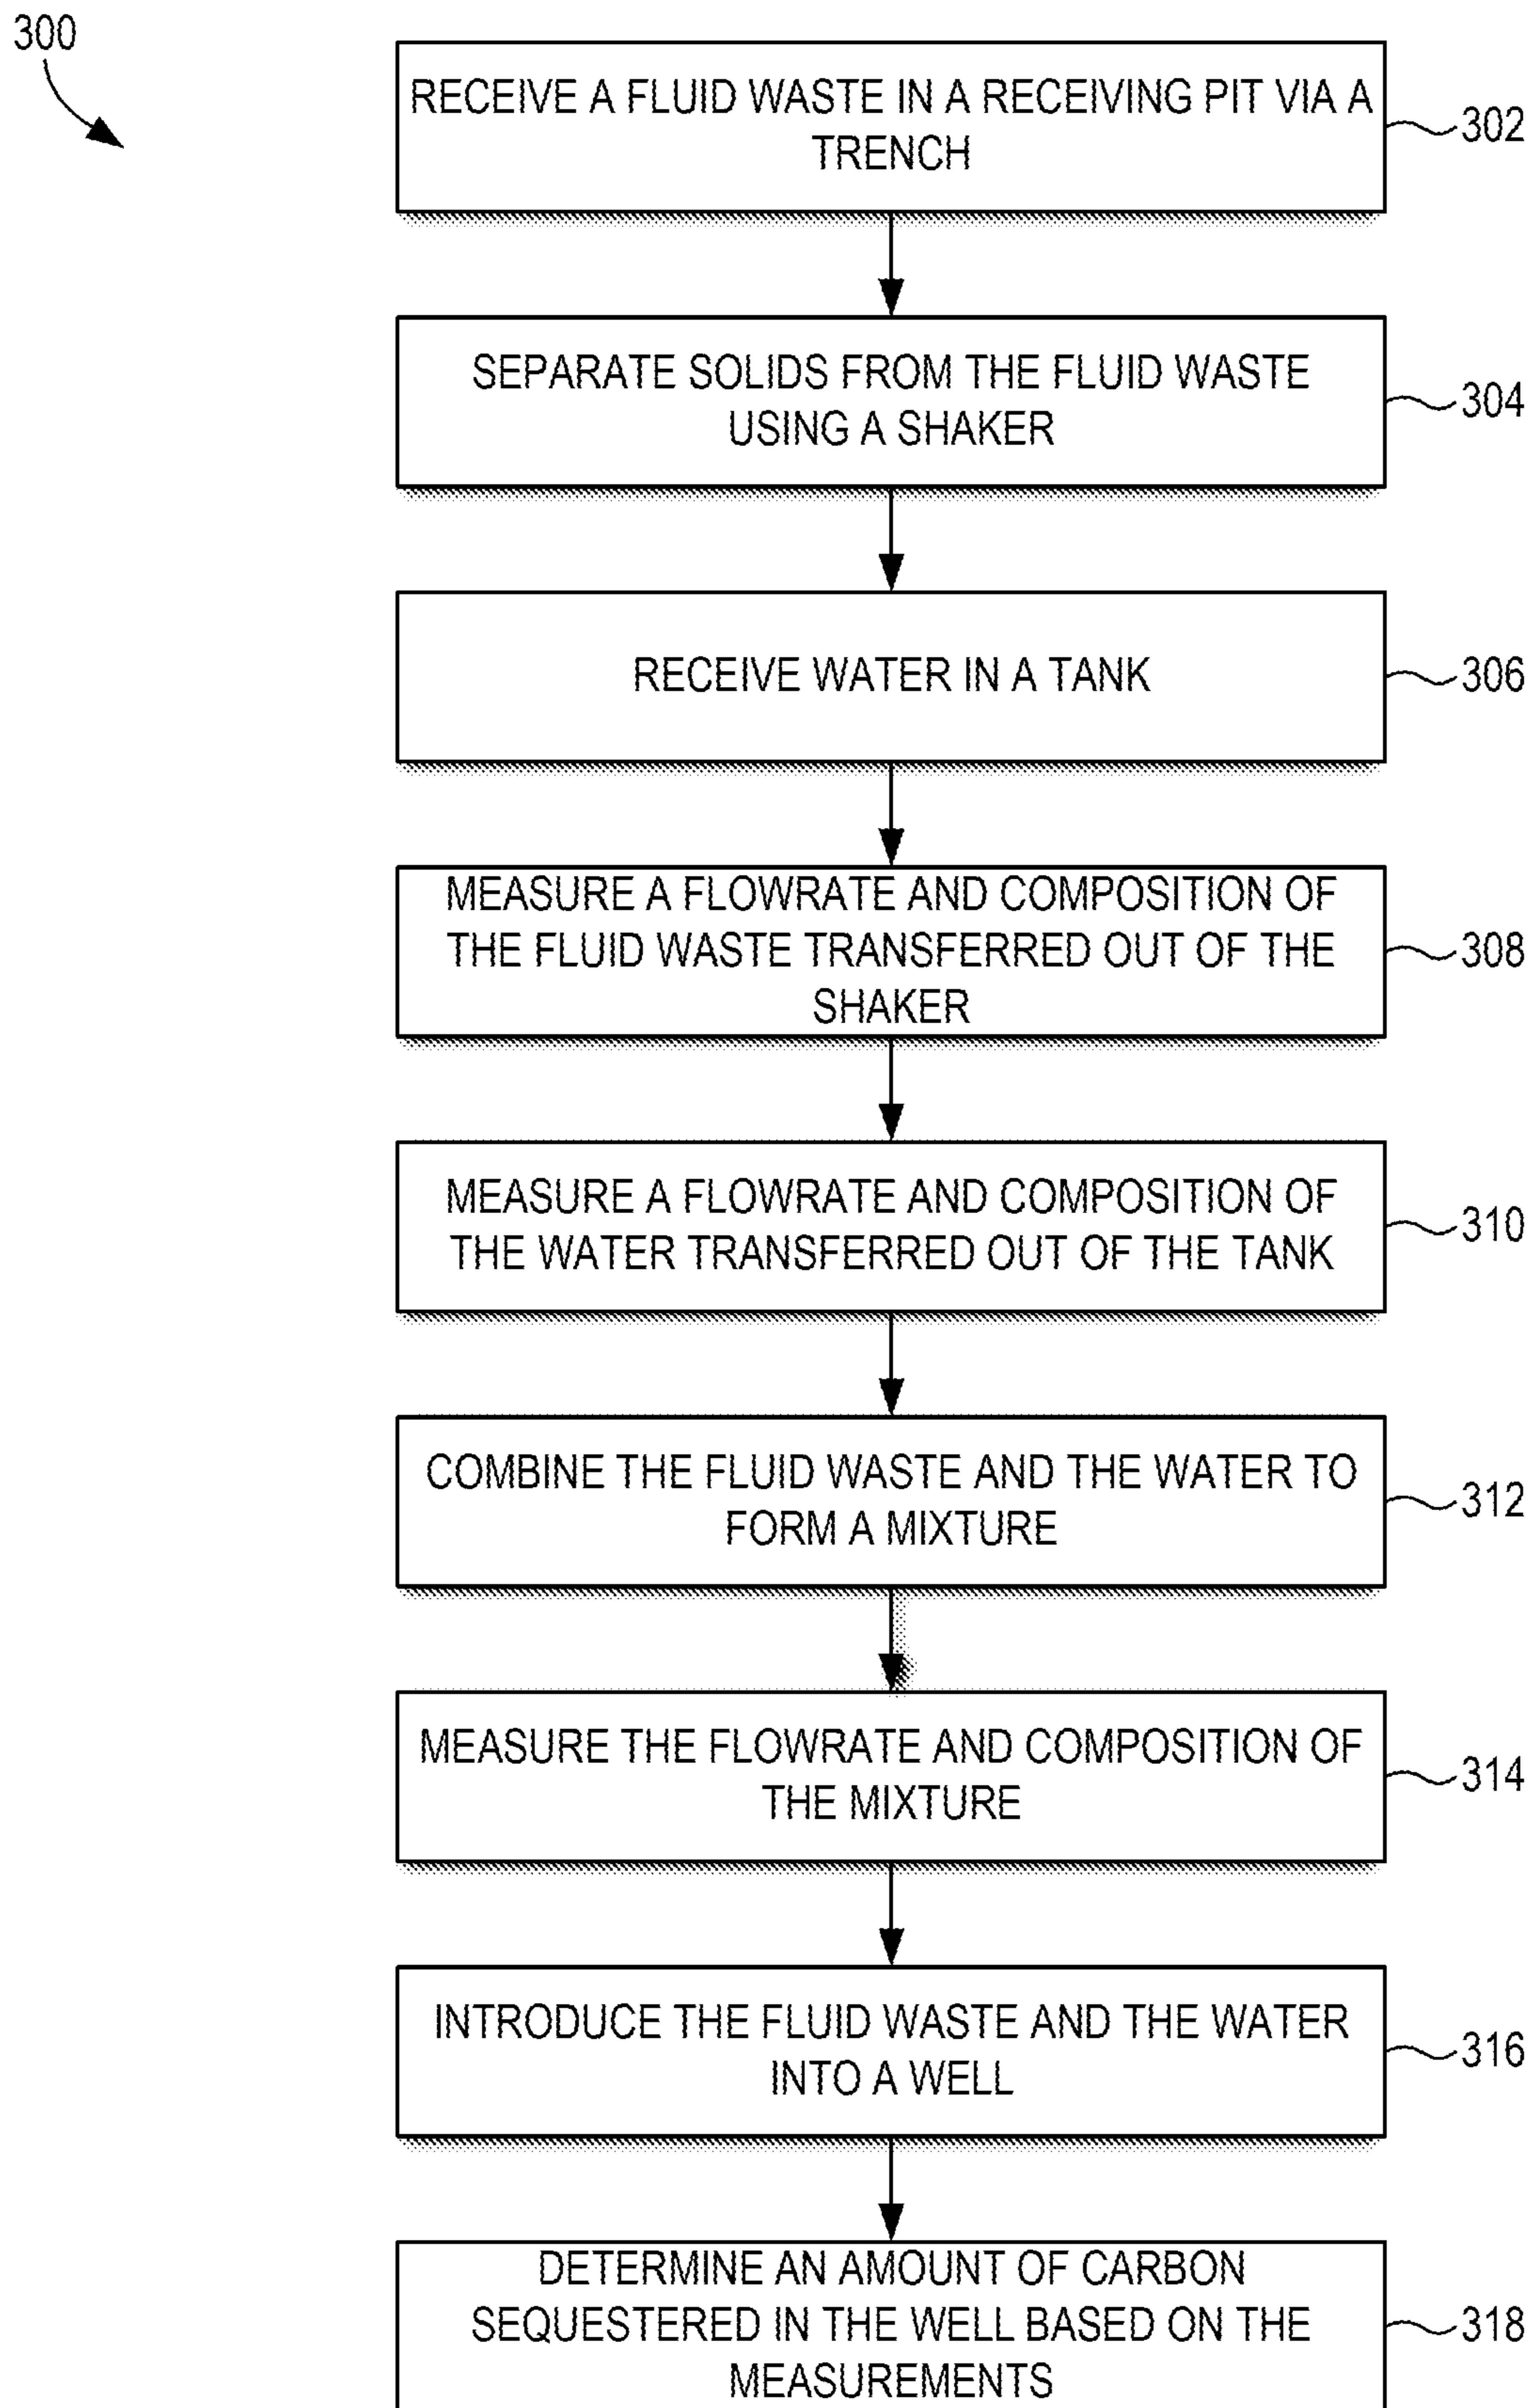 300
RECEIVE A FLUID WASTE IN A RECEIVING PIT VIA A
TRENCH
302
SEPARATE SOLIDS FROM THE FLUID WASTE
USING A SHAKER
304
RECEIVE WATER IN A TANK
306
MEASURE A FLOWRATE AND COMPOSITION OF
THE FLUID WASTE TRANSFERRED OUT OF THE
SHAKER
308
MEASURE A FLOWRATE AND COMPOSITION OF
THE WATER TRANSFERRED OUT OF THE TANK
310
COMBINE THE FLUID WASTE AND THE WATER TO
FORM A MIXTURE
312
MEASURE THE FLOWRATE AND COMPOSITION OF
THE MIXTURE
314
INTRODUCE THE FLUID WASTE AND THE WATER
INTO A WELL
316
DETERMINE AN AMOUNT OF CARBON
SEQUESTERED IN THE WELL BASED ON THE
MEASUREMENTS
318